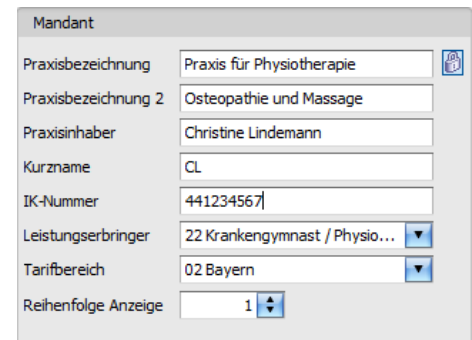 Mandant
Praxisbezeichnung Praxis für Physiotherapie
Praxisbezeichnung 2 Osteopathie und Massage
Praxisinhaber Christine Lindemann
Kurzname CL
IK-Nummer 441234567
Leistungserbringer 22 Krankengymnast / Physio...
Tarifbereich 02 Bayern
Reihenfolge Anzeige 1